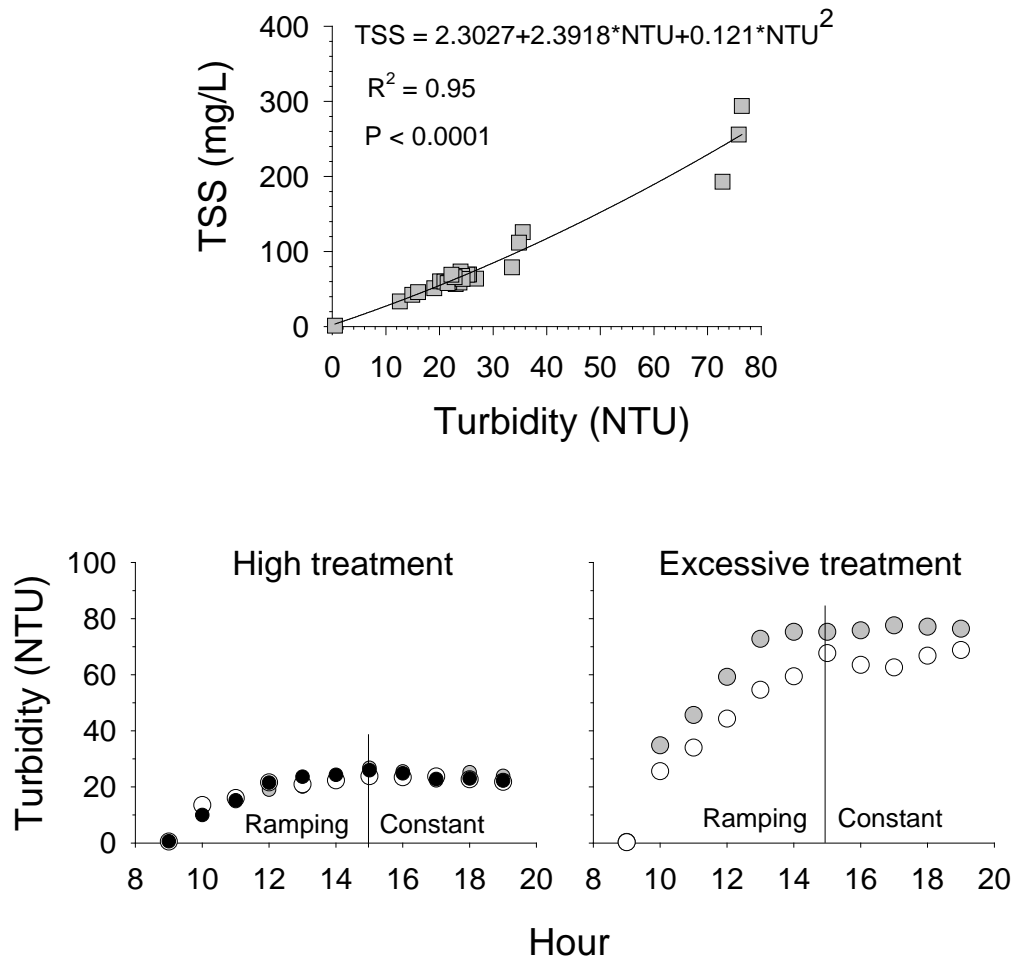 TSS = 2.3027+2.3918*NTU+0.121*NTU²
R² = 0.95
P < 0.0001
TSS (mg/L)
400
300
200
100
0
0 10 20 30 40 50 60 70 80
Turbidity (NTU)
High treatment
Excessive treatment
Turbidity (NTU)
100
80
60
40
20
0
Ramping Constant
Ramping Constant
8 10 12 14 16 18 20
8 10 12 14 16 18 20
Hour